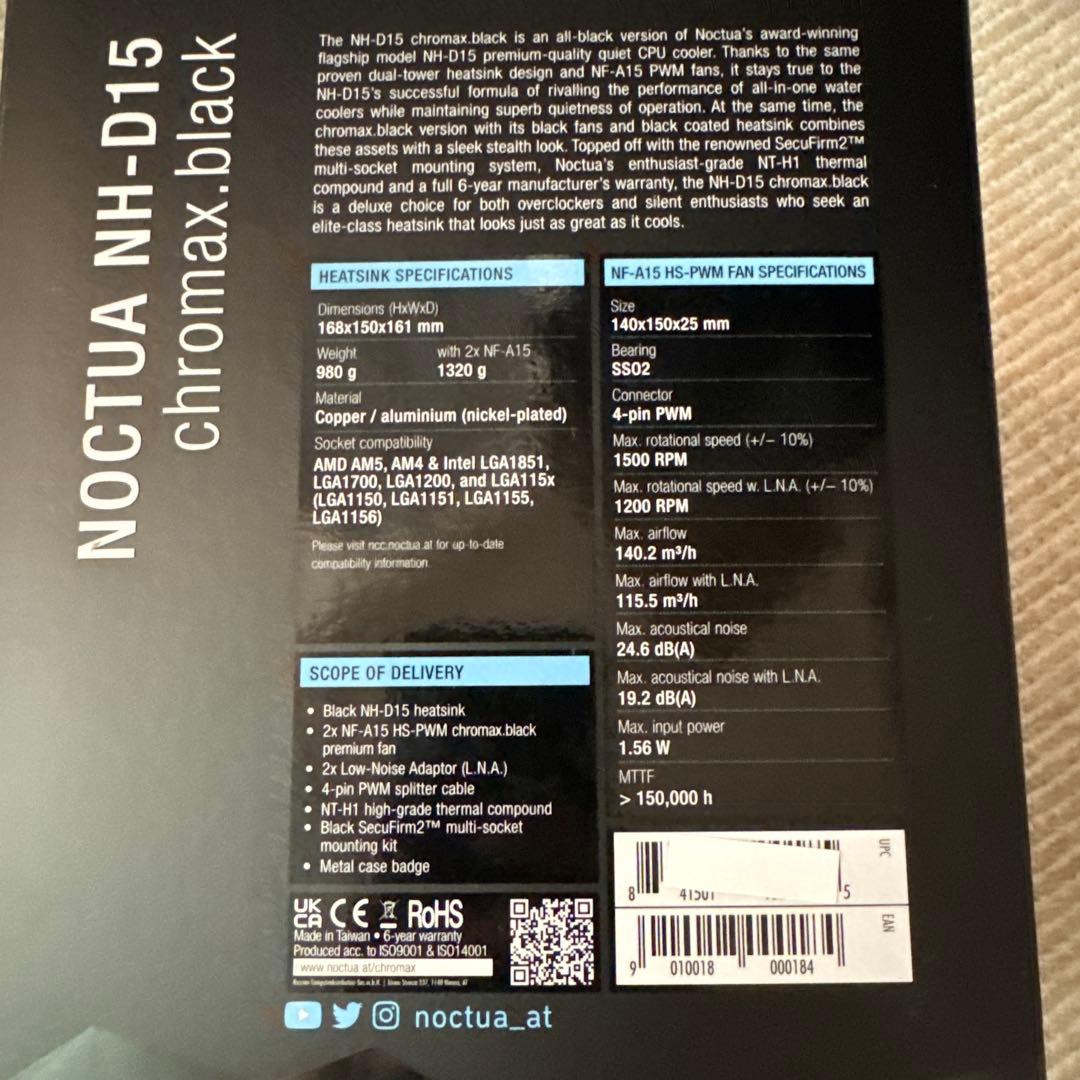 NOCTUA NH-D15
chromax.black
The NH-D15 chromax.black is an all-black version of Noctua's award-winning
flagship model NH-D15 premium-quality quiet CPU cooler. Thanks to the same
proven dual-tower heatsink design and NF-A15 PWM fans, it stays true to the
NH-D15's successful formula of rivalling the performance of all-in-one water
coolers while maintaining superb quietness of operation. At the same time, the
chromax.black version with its black fans and black coated heatsink combines
these assets with a sleek stealth look. Topped off with the renowned SecuFirm2™
multi-socket mounting system, Noctua's enthusiast-grade NT-H1 thermal
compound and a full 6-year manufacturer's warranty, the NH-D15 chromax.black
is a deluxe choice for both overclockers and silent enthusiasts who seek an
elite-class heatsink that looks just as great as it cools.
HEATSINK SPECIFICATIONS
Dimensions (HxWxD)
168x150x161 mm
Weight with 2x NF-A15
980 g 1320 g
Material
Copper / aluminium (nickel-plated)
Socket compatibility
AMD AM5, AM4 & Intel LGA1851,
LGA1700, LGA1200, and LGA115x
(LGA1150, LGA1151, LGA1155,
LGA1156)
Please visit ncc.noctua.at for up-to-date
compatibility information.
SCOPE OF DELIVERY
• Black NH-D15 heatsink
• 2x NF-A15 HS-PWM chromax.black
premium fan
• 2x Low-Noise Adaptor (L.N.A.)
• 4-pin PWM splitter cable
• NT-H1 high-grade thermal compound
• Black SecuFirm2™ multi-socket
mounting kit
• Metal case badge
NF-A15 HS-PWM FAN SPECIFICATIONS
Size
140x150x25 mm
Bearing
SSO2
Connector
4-pin PWM
Max. rotational speed (+/− 10%)
1500 RPM
Max. rotational speed w. L.N.A. (+/− 10%)
1200 RPM
Max. airflow
140.2 m³/h
Max. airflow with L.N.A.
115.5 m³/h
Max. acoustical noise
24.6 dB(A)
Max. acoustical noise with L.N.A.
19.2 dB(A)
Max. input power
1.56 W
MTTF
> 150,000 h
UK CA CE RoHS
Made in Taiwan • 6-year warranty
Produced acc. to ISO9001 & ISO14001
www.noctua.at/chromax
UPC
8 41501 5
EAN
9 010018 000184
noctua_at